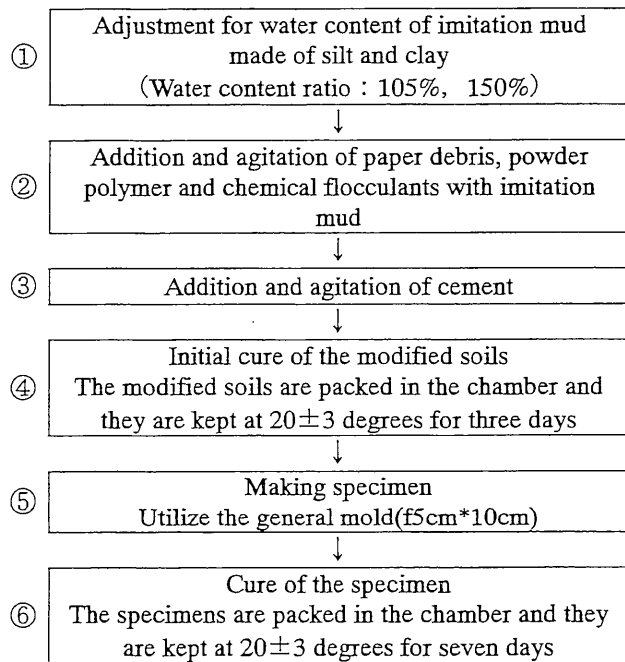 Adjustment for water content of imitation mud
① made of silt and clay
(Water content ratio : 105%, 150%)
↓
Addition and agitation of paper debris, powder
② polymer and chemical flocculants with imitation
mud
↓
③ Addition and agitation of cement
↓
Initial cure of the modified soils
④ The modified soils are packed in the chamber and
they are kept at 20±3 degrees for three days
↓
Making specimen
⑤ Utilize the general mold(f5cm*10cm)
↓
Cure of the specimen
⑥ The specimens are packed in the chamber and they
are kept at 20±3 degrees for seven days